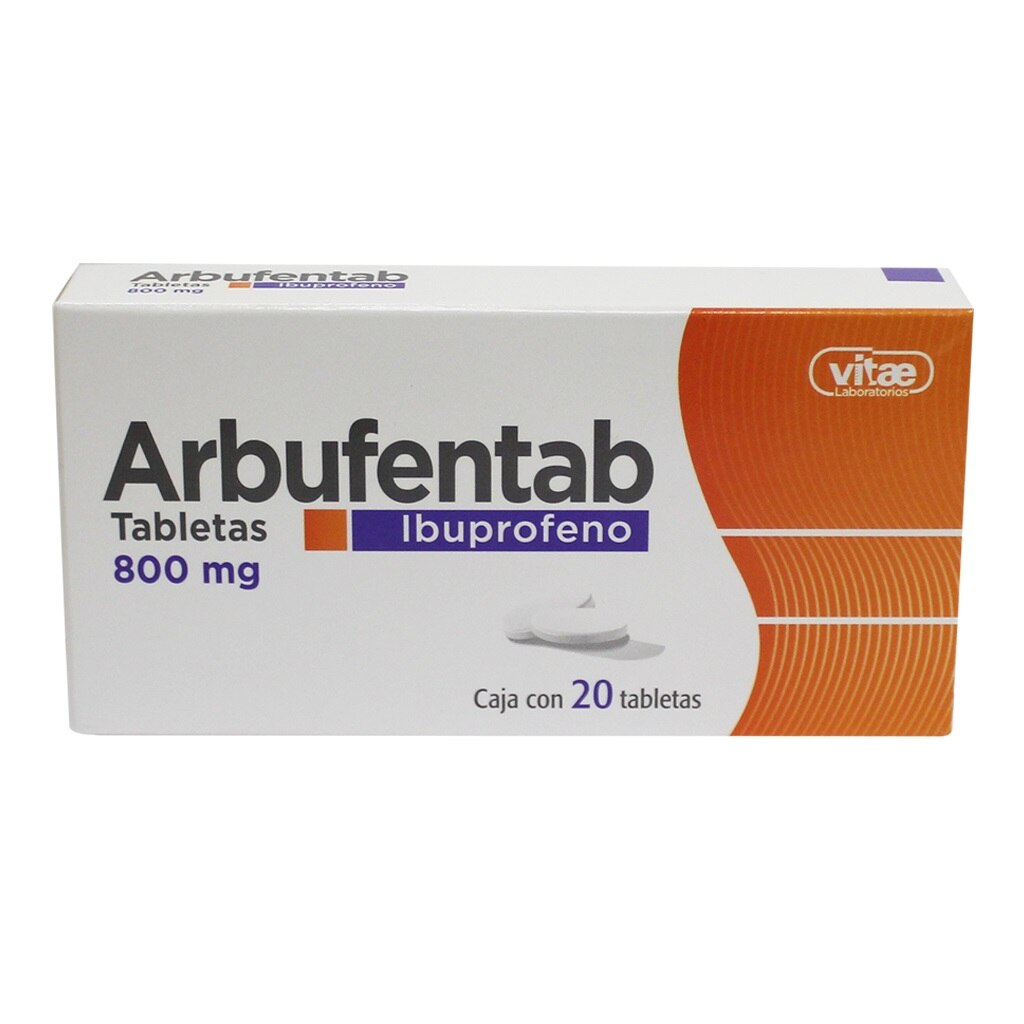 Arbufentab
Tabletas
800 mg
Ibuprofeno
vitae
Laboratorios
Arbufentab
Tabletas
Ibuprofeno
800 mg
Caja con 20 tabletas